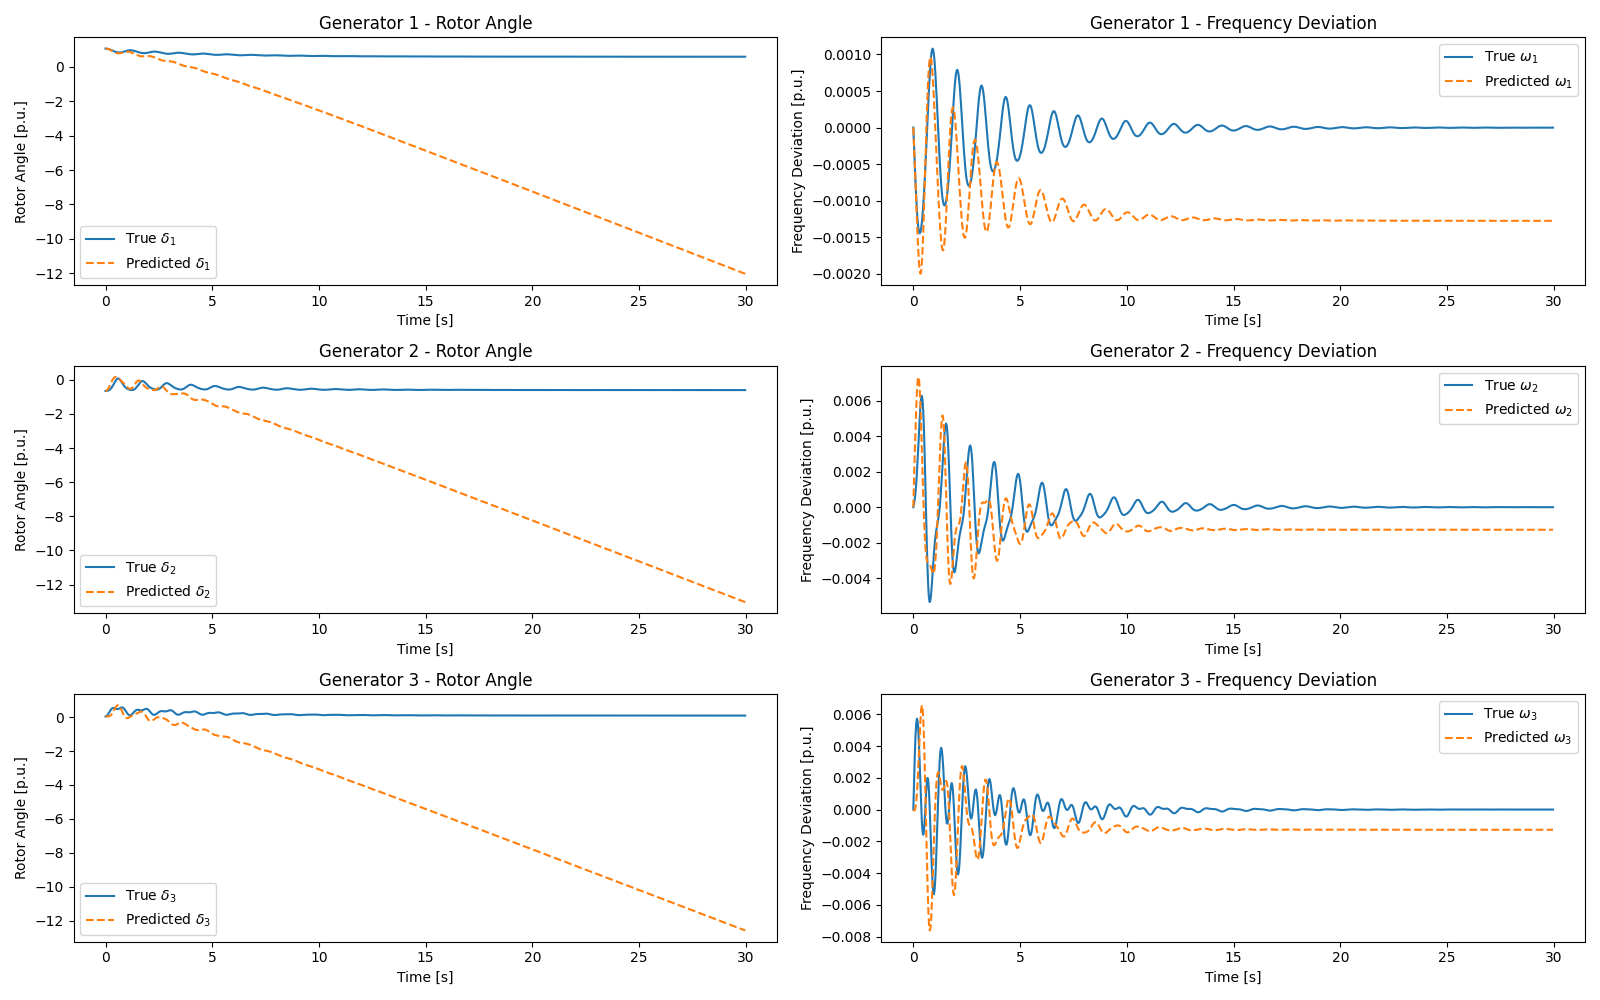 Generator 1 - Rotor Angle
Rotor Angle [p.u.]
0
−2
−4
−6
−8
−10
−12
True δ1
Predicted δ1
0 5 10 15 20 25 30
Time [s]
Generator 1 - Frequency Deviation
Frequency Deviation [p.u.]
0.0010
0.0005
0.0000
−0.0005
−0.0010
−0.0015
−0.0020
True ω1
Predicted ω1
0 5 10 15 20 25 30
Time [s]
Generator 2 - Rotor Angle
Rotor Angle [p.u.]
0
−2
−4
−6
−8
−10
−12
True δ2
Predicted δ2
0 5 10 15 20 25 30
Time [s]
Generator 2 - Frequency Deviation
Frequency Deviation [p.u.]
0.006
0.004
0.002
0.000
−0.002
−0.004
True ω2
Predicted ω2
0 5 10 15 20 25 30
Time [s]
Generator 3 - Rotor Angle
Rotor Angle [p.u.]
0
−2
−4
−6
−8
−10
−12
True δ3
Predicted δ3
0 5 10 15 20 25 30
Time [s]
Generator 3 - Frequency Deviation
Frequency Deviation [p.u.]
0.006
0.004
0.002
0.000
−0.002
−0.004
−0.006
−0.008
True ω3
Predicted ω3
0 5 10 15 20 25 30
Time [s]